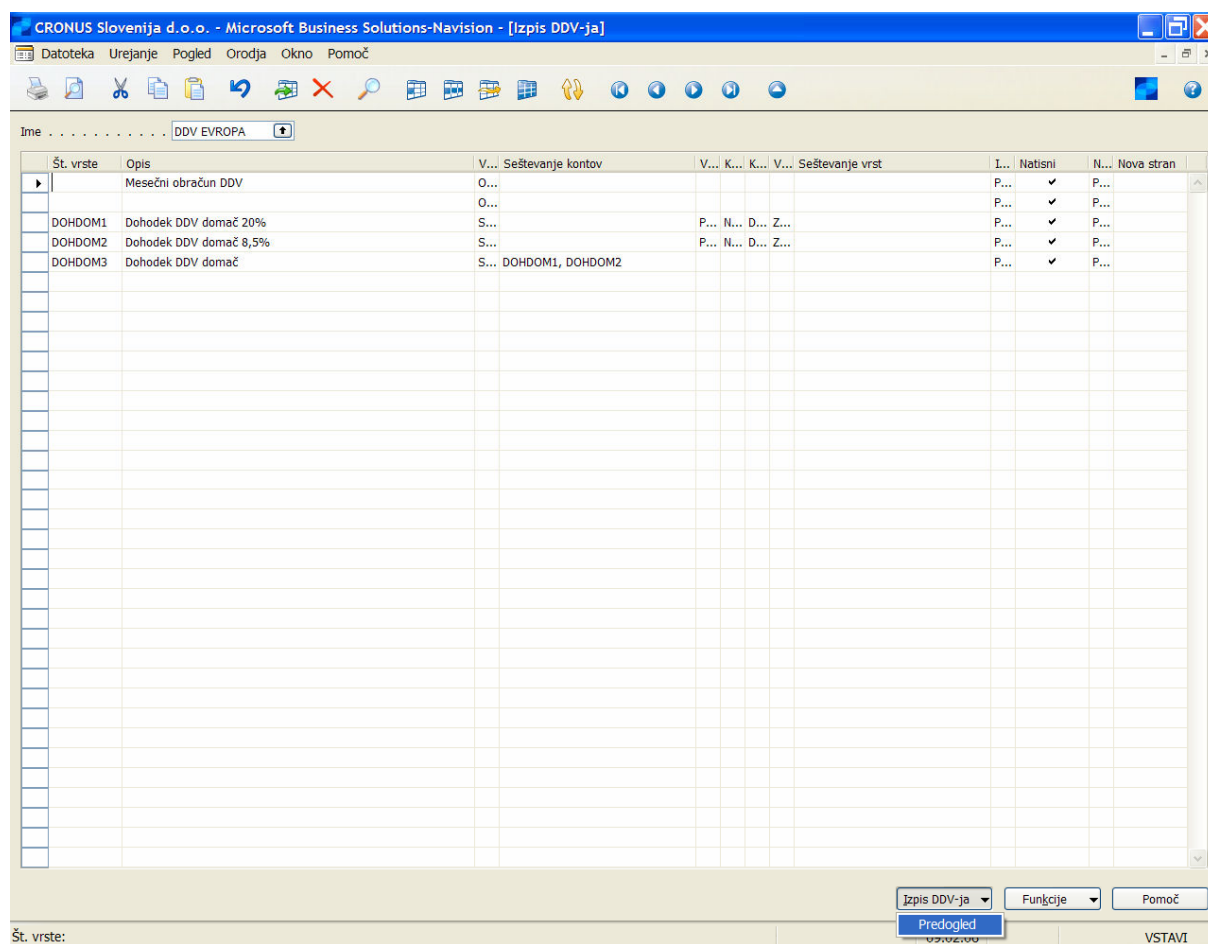 CRONUS Slovenija d.o.o. - Microsoft Business Solutions-Navision - [Izpis DDV-ja]
Datoteka Urejanje Pogled Orodja Okno Pomoč
Ime . . . . . . . . . . . DDV EVROPA
Št. vrste Opis V... Seštevanje kontov V... K... K... V... Seštevanje vrst I... Natisni N... Nova stran
Mesečni obračun DDV O... P... P...
O... P... P...
DOHDOM1 Dohodek DDV domač 20% S... P... N... D... Z... P... P...
DOHDOM2 Dohodek DDV domač 8,5% S... P... N... D... Z... P... P...
DOHDOM3 Dohodek DDV domač S... DOHDOM1, DOHDOM2 P... P...
Izpis DDV-ja Funkcije Pomoč
Predogled
Št. vrste: VSTAVI